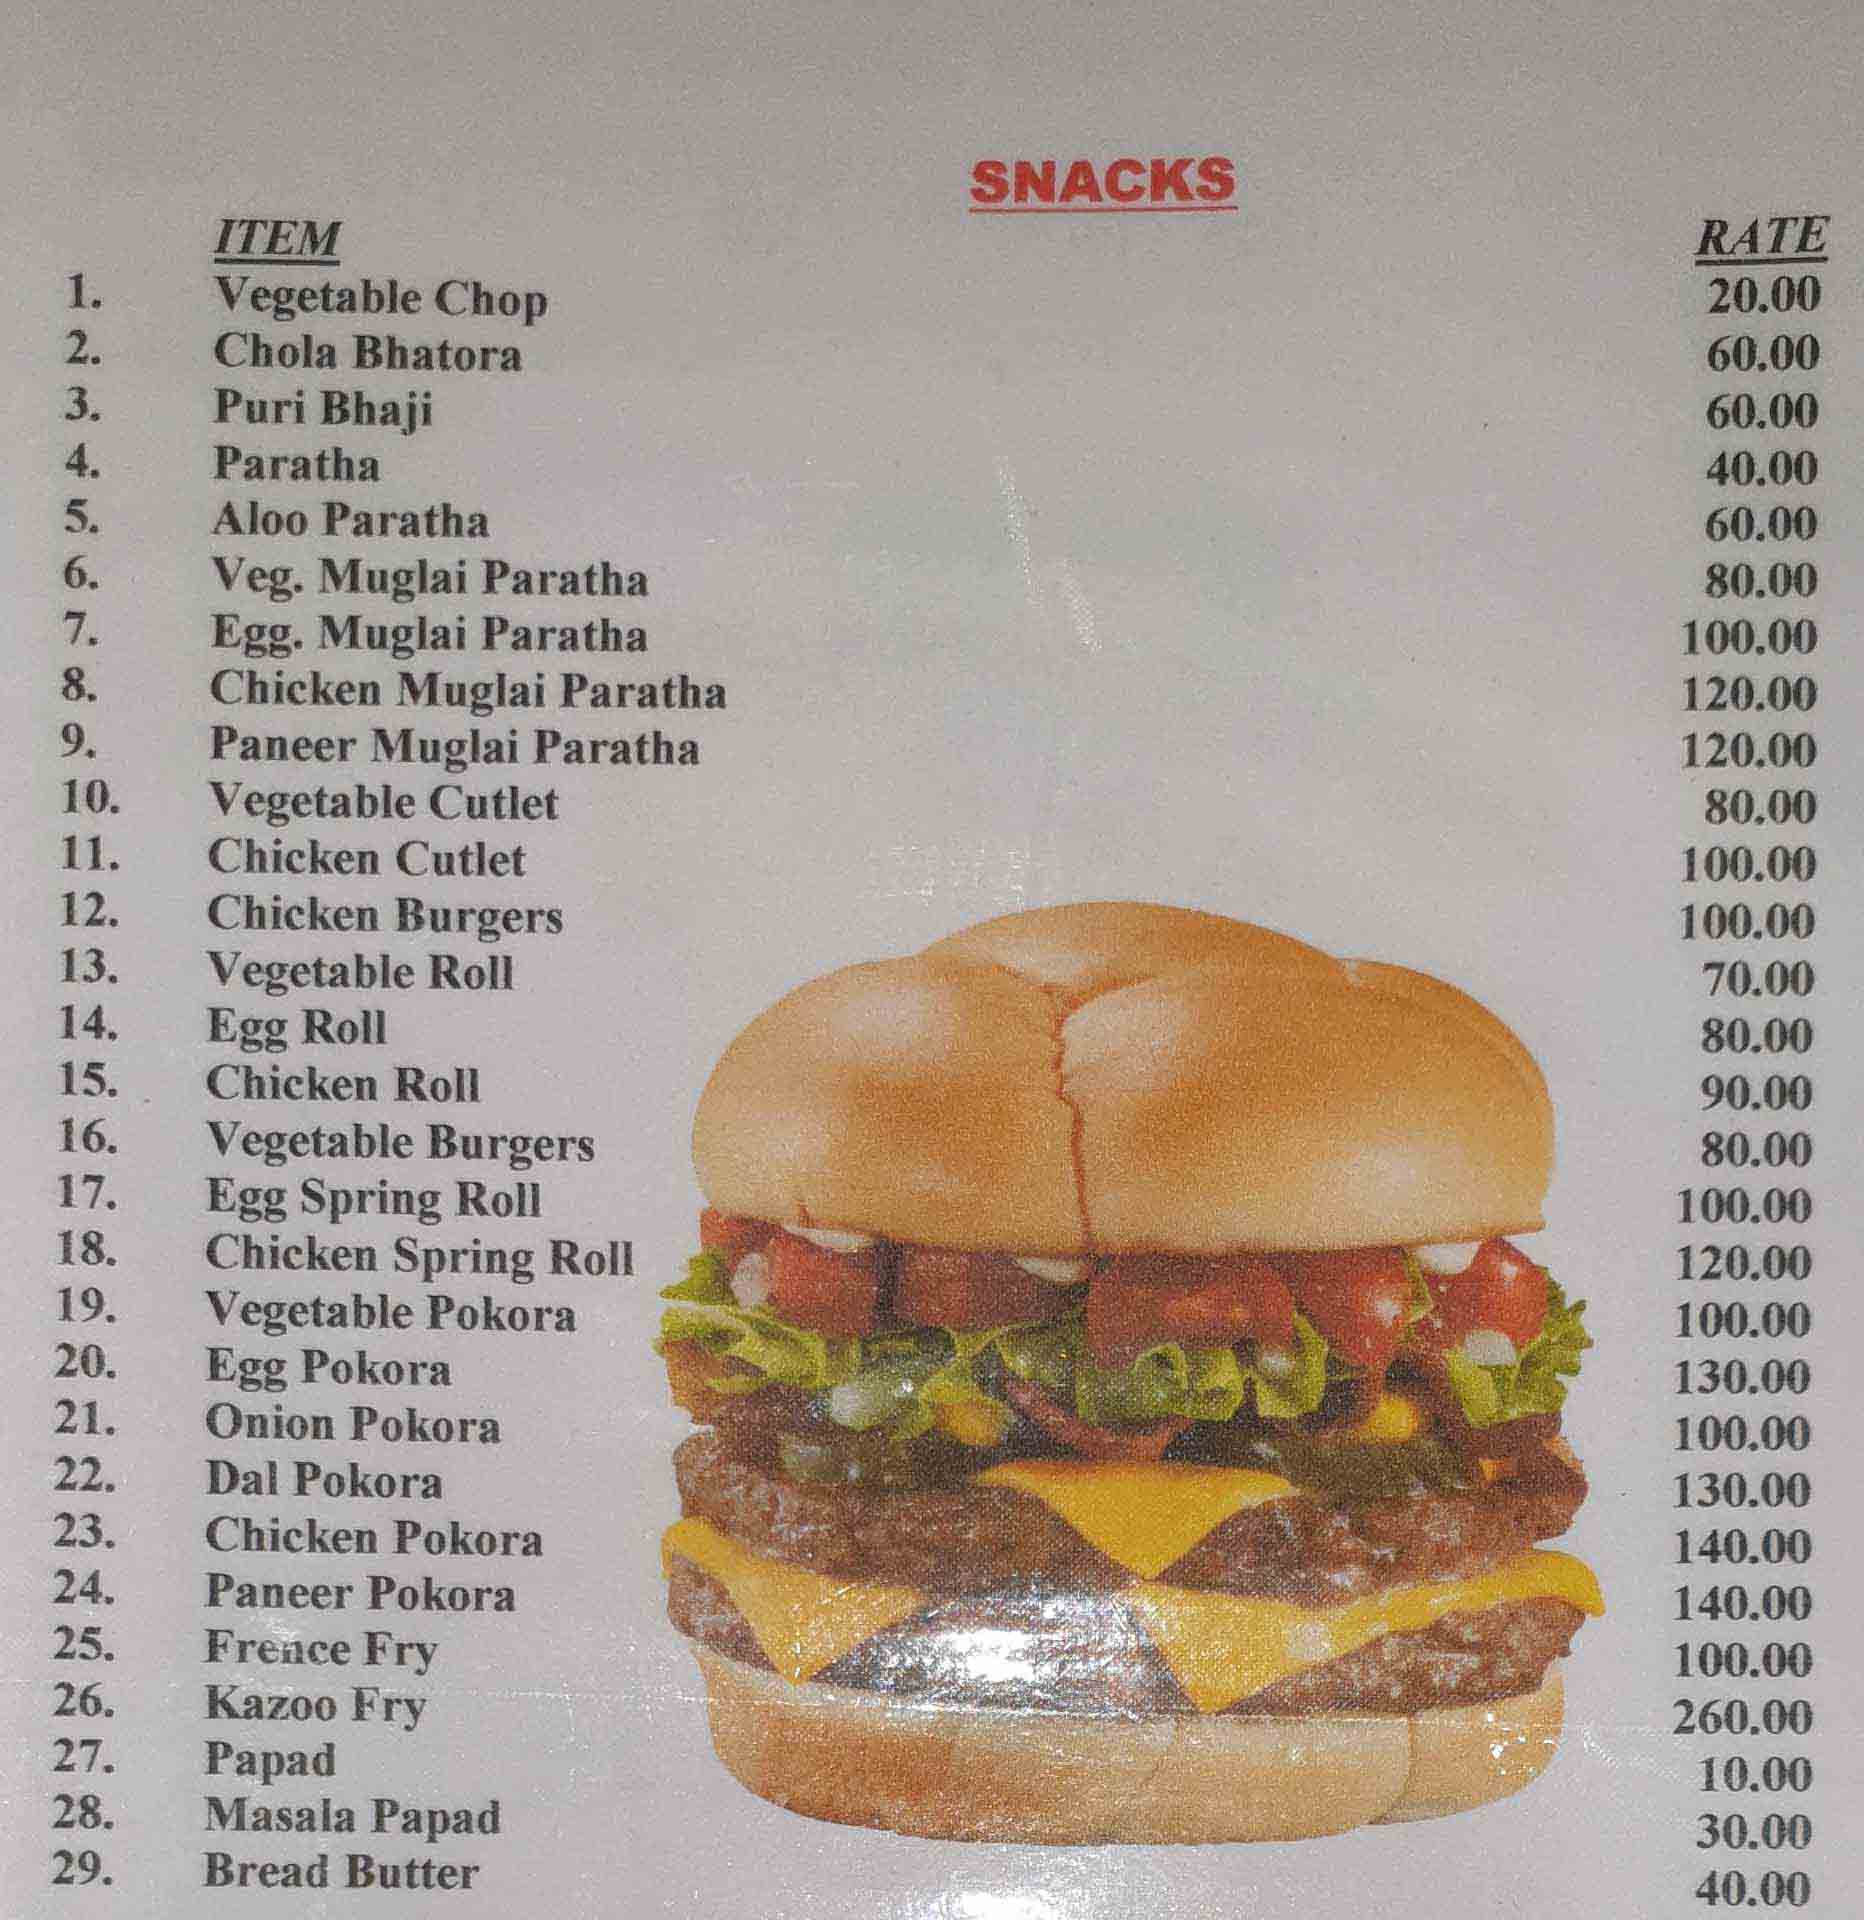 SNACKS
ITEM RATE
1. Vegetable Chop 20.00
2. Chola Bhatora 60.00
3. Puri Bhaji 60.00
4. Paratha 40.00
5. Aloo Paratha 60.00
6. Veg. Muglai Paratha 80.00
7. Egg. Muglai Paratha 100.00
8. Chicken Muglai Paratha 120.00
9. Paneer Muglai Paratha 120.00
10. Vegetable Cutlet 80.00
11. Chicken Cutlet 100.00
12. Chicken Burgers 100.00
13. Vegetable Roll 70.00
14. Egg Roll 80.00
15. Chicken Roll 90.00
16. Vegetable Burgers 80.00
17. Egg Spring Roll 100.00
18. Chicken Spring Roll 120.00
19. Vegetable Pokora 100.00
20. Egg Pokora 130.00
21. Onion Pokora 100.00
22. Dal Pokora 130.00
23. Chicken Pokora 140.00
24. Paneer Pokora 140.00
25. Frence Fry 100.00
26. Kazoo Fry 260.00
27. Papad 10.00
28. Masala Papad 30.00
29. Bread Butter 40.00